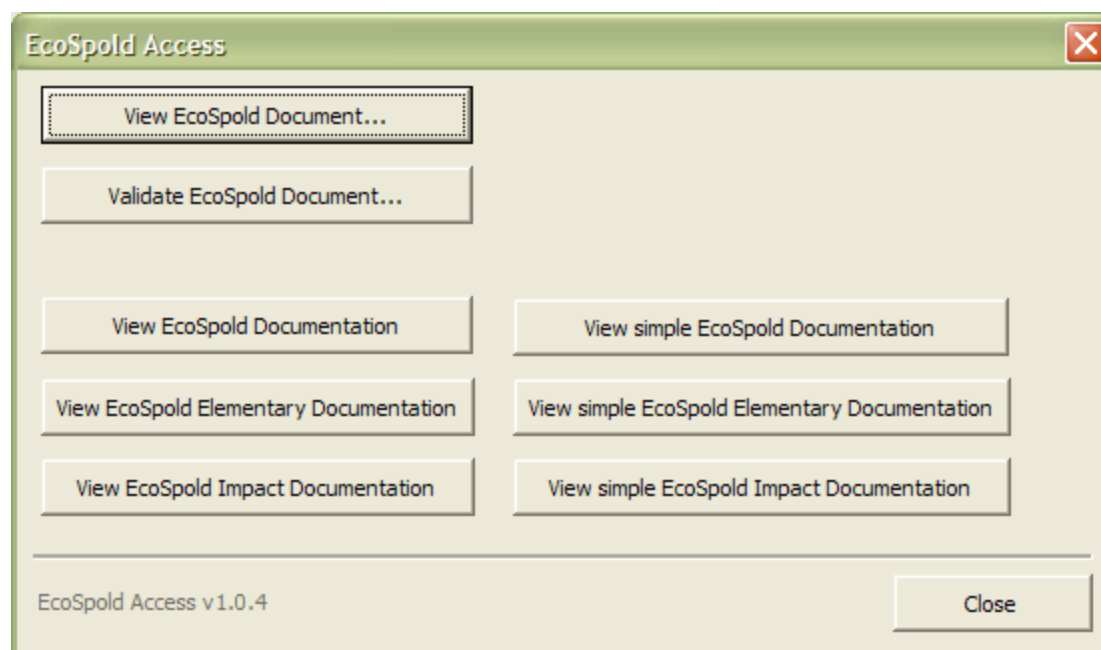 EcoSpold Access
View EcoSpold Document...
Validate EcoSpold Document...
View EcoSpold Documentation
View simple EcoSpold Documentation
View EcoSpold Elementary Documentation
View simple EcoSpold Elementary Documentation
View EcoSpold Impact Documentation
View simple EcoSpold Impact Documentation
EcoSpold Access v1.0.4
Close